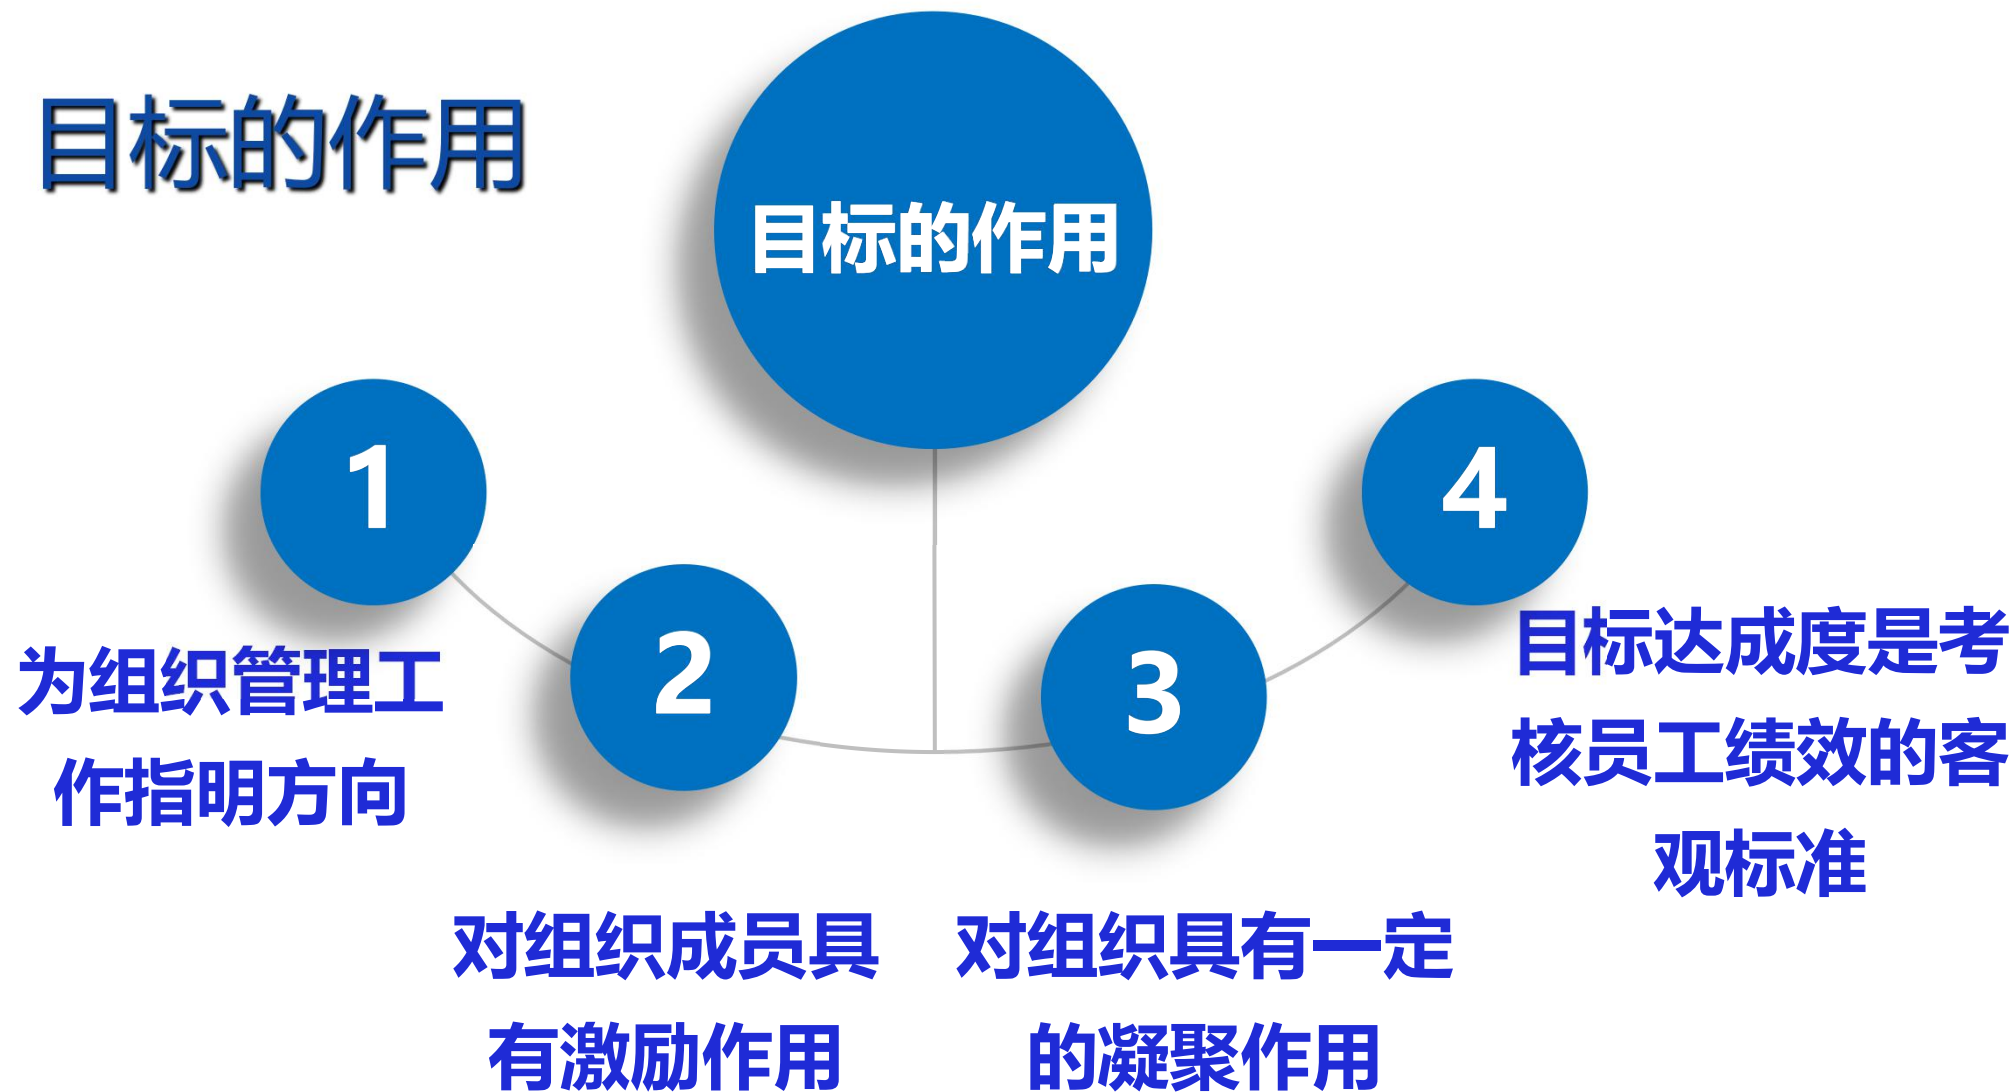 目标的作用
目标的作用
1
为组织管理工
作指明方向
2
对组织成员具
有激励作用
3
对组织具有一定
的凝聚作用
4
目标达成度是考
核员工绩效的客
观标准